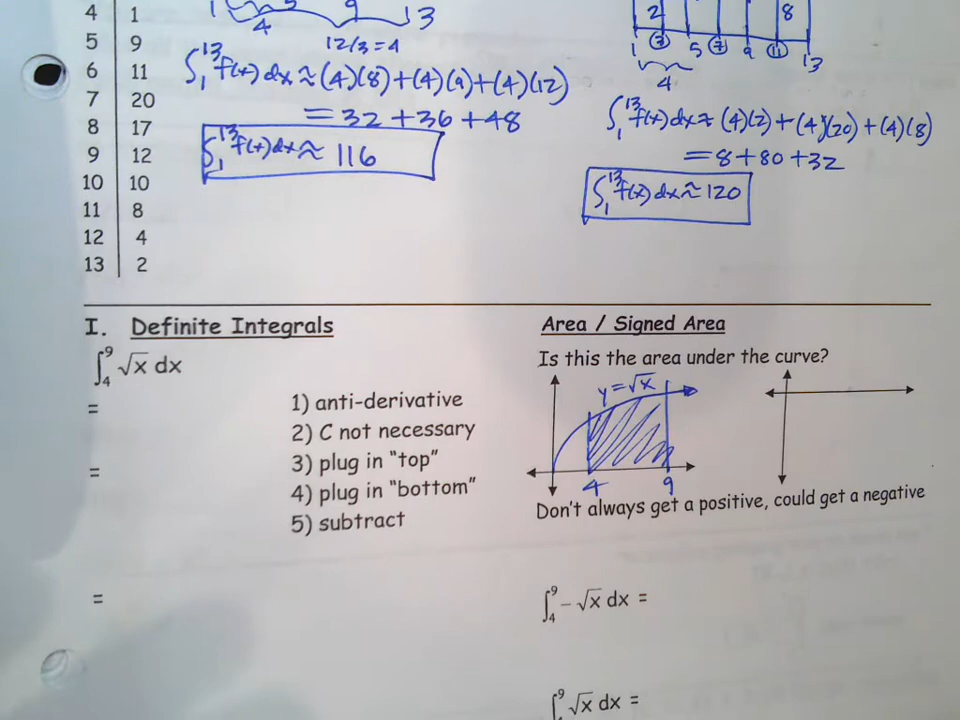 4 1
5 9
6 11
7 20
8 17
9 12
10 10
11 8
12 4
13 2
4 9 13
12/3 = 4
∫₁¹³ f(x) dx ≈ (4)(8) + (4)(9) + (4)(12)
= 32 + 36 + 48
∫₁¹³ f(x) dx ≈ 116
2 8
1 3 5 7 9 11 13
4
∫₁¹³ f(x) dx ≈ (4)(2) + (4)(20) + (4)(8)
= 8 + 80 + 32
∫₁¹³ f(x) dx ≈ 120
I. Definite Integrals
∫₄⁹ √x dx
=
=
=
1) anti-derivative
2) C not necessary
3) plug in "top"
4) plug in "bottom"
5) subtract
Area / Signed Area
Is this the area under the curve?
y = √x
4 9
Don't always get a positive, could get a negative
∫₄⁹ - √x dx =
∫⁹ √x dx =